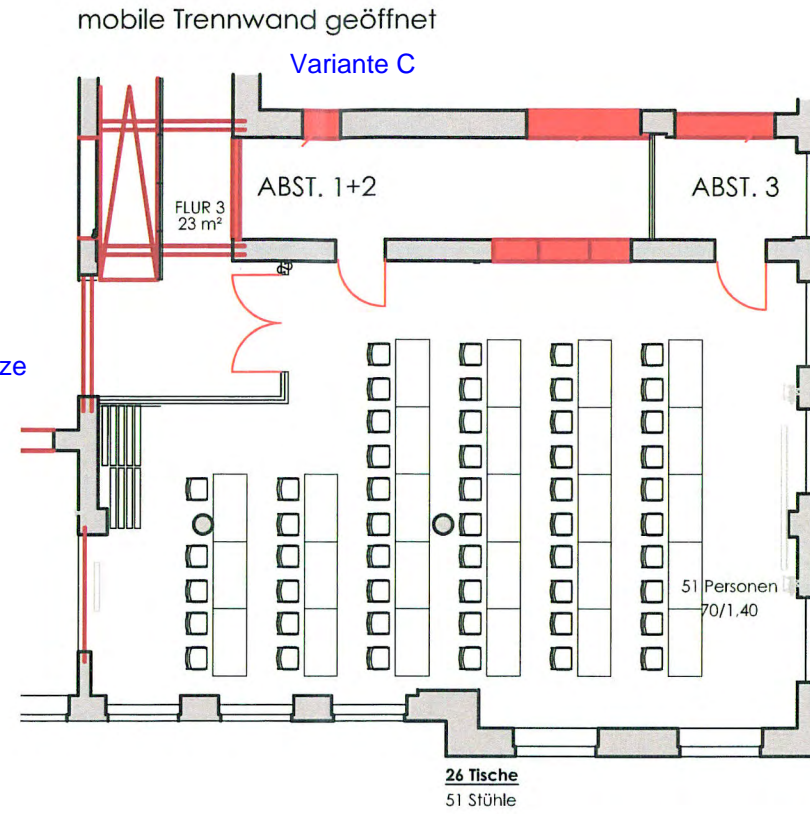 mobile Trennwand geöffnet
Variante C
ABST. 1+2
ABST. 3
FLUR 3
23 m²
ze
51 Personen
70/1.40
26 Tische
51 Stühle